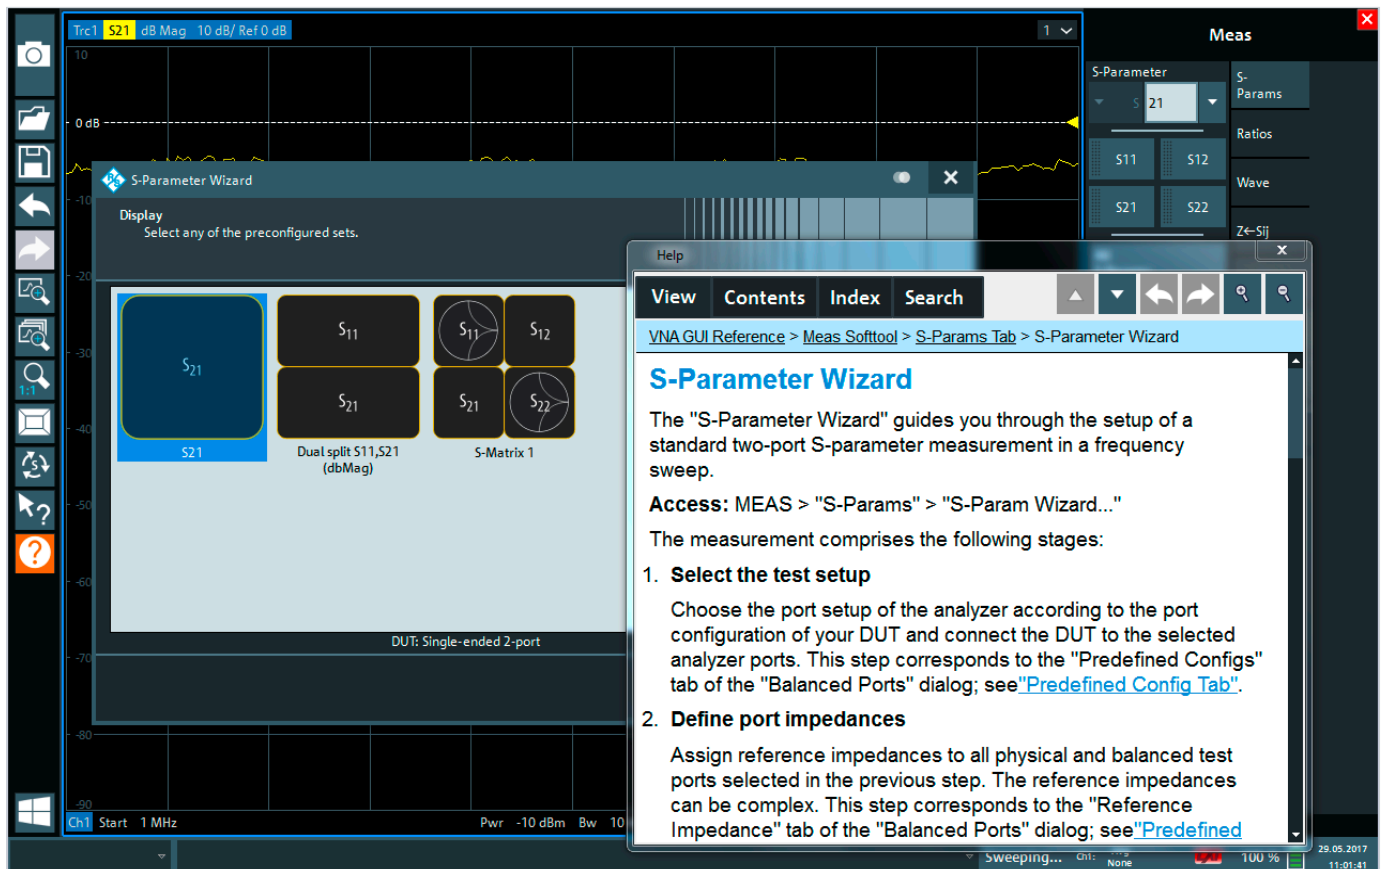 Trc1 S21 dB Mag 10 dB/ Ref 0 dB
1
10
0 dB
-10
-20
-30
-40
-50
-60
-70
-80
-90
Ch1 Start 1 MHz
Pwr -10 dBm Bw 10
1:1
S-Parameter Wizard
Display
Select any of the preconfigured sets.
S21
S21
S11
S21
Dual split S11,S21
(dbMag)
S11
S12
S21
S22
S-Matrix 1
DUT: Single-ended 2-port
Meas
S-Parameter
S 21
S11
S12
S21
S22
S-
Params
Ratios
Wave
Z←Sij
Help
View
Contents
Index
Search
VNA GUI Reference > Meas Softtool > S-Params Tab > S-Parameter Wizard
S-Parameter Wizard
The "S-Parameter Wizard" guides you through the setup of a
standard two-port S-parameter measurement in a frequency
sweep.
Access: MEAS > "S-Params" > "S-Param Wizard..."
The measurement comprises the following stages:
1. Select the test setup
Choose the port setup of the analyzer according to the port
configuration of your DUT and connect the DUT to the selected
analyzer ports. This step corresponds to the "Predefined Configs"
tab of the "Balanced Ports" dialog; see"Predefined Config Tab".
2. Define port impedances
Assign reference impedances to all physical and balanced test
ports selected in the previous step. The reference impedances
can be complex. This step corresponds to the "Reference
Impedance" tab of the "Balanced Ports" dialog; see"Predefined
Sweeping...
Ch1:
None
100 %
29.05.2017
11:01:41